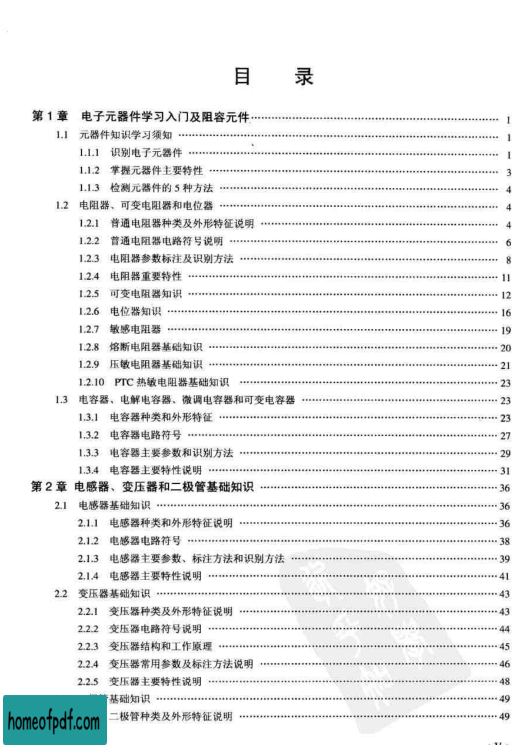 目 录
第1章 电子元器件学习入门及阻容元件 1
1.1 元器件知识学习须知 1
1.1.1 识别电子元器件 1
1.1.2 掌握元器件主要特性 3
1.1.3 检测元器件的5种方法 4
1.2 电阻器、可变电阻器和电位器 4
1.2.1 普通电阻器种类及外形特征说明 4
1.2.2 普通电阻器电路符号说明 6
1.2.3 电阻器参数标注及识别方法 8
1.2.4 电阻器重要特性 11
1.2.5 可变电阻器知识 12
1.2.6 电位器知识 16
1.2.7 敏感电阻器 19
1.2.8 熔断电阻器基础知识 20
1.2.9 压敏电阻器基础知识 21
1.2.10 PTC热敏电阻器基础知识 23
1.3 电容器、电解电容器、微调电容器和可变电容器 23
1.3.1 电容器种类和外形特征 23
1.3.2 电容器电路符号 27
1.3.3 电容器主要参数和识别方法 29
1.3.4 电容器主要特性说明 31
第2章 电感器、变压器和二极管基础知识 36
2.1 电感器基础知识 36
2.1.1 电感器种类和外形特征说明 36
2.1.2 电感器电路符号 38
2.1.3 电感器主要参数、标注方法和识别方法 39
2.1.4 电感器主要特性说明 41
2.2 变压器基础知识 43
2.2.1 变压器种类及外形特征说明 43
2.2.2 变压器电路符号说明 44
2.2.3 变压器结构和工作原理 45
2.2.4 变压器常用参数及标注方法说明 46
2.2.5 变压器主要特性说明 48
基础知识 49
二极管种类及外形特征说明 49
homeofpdf.com